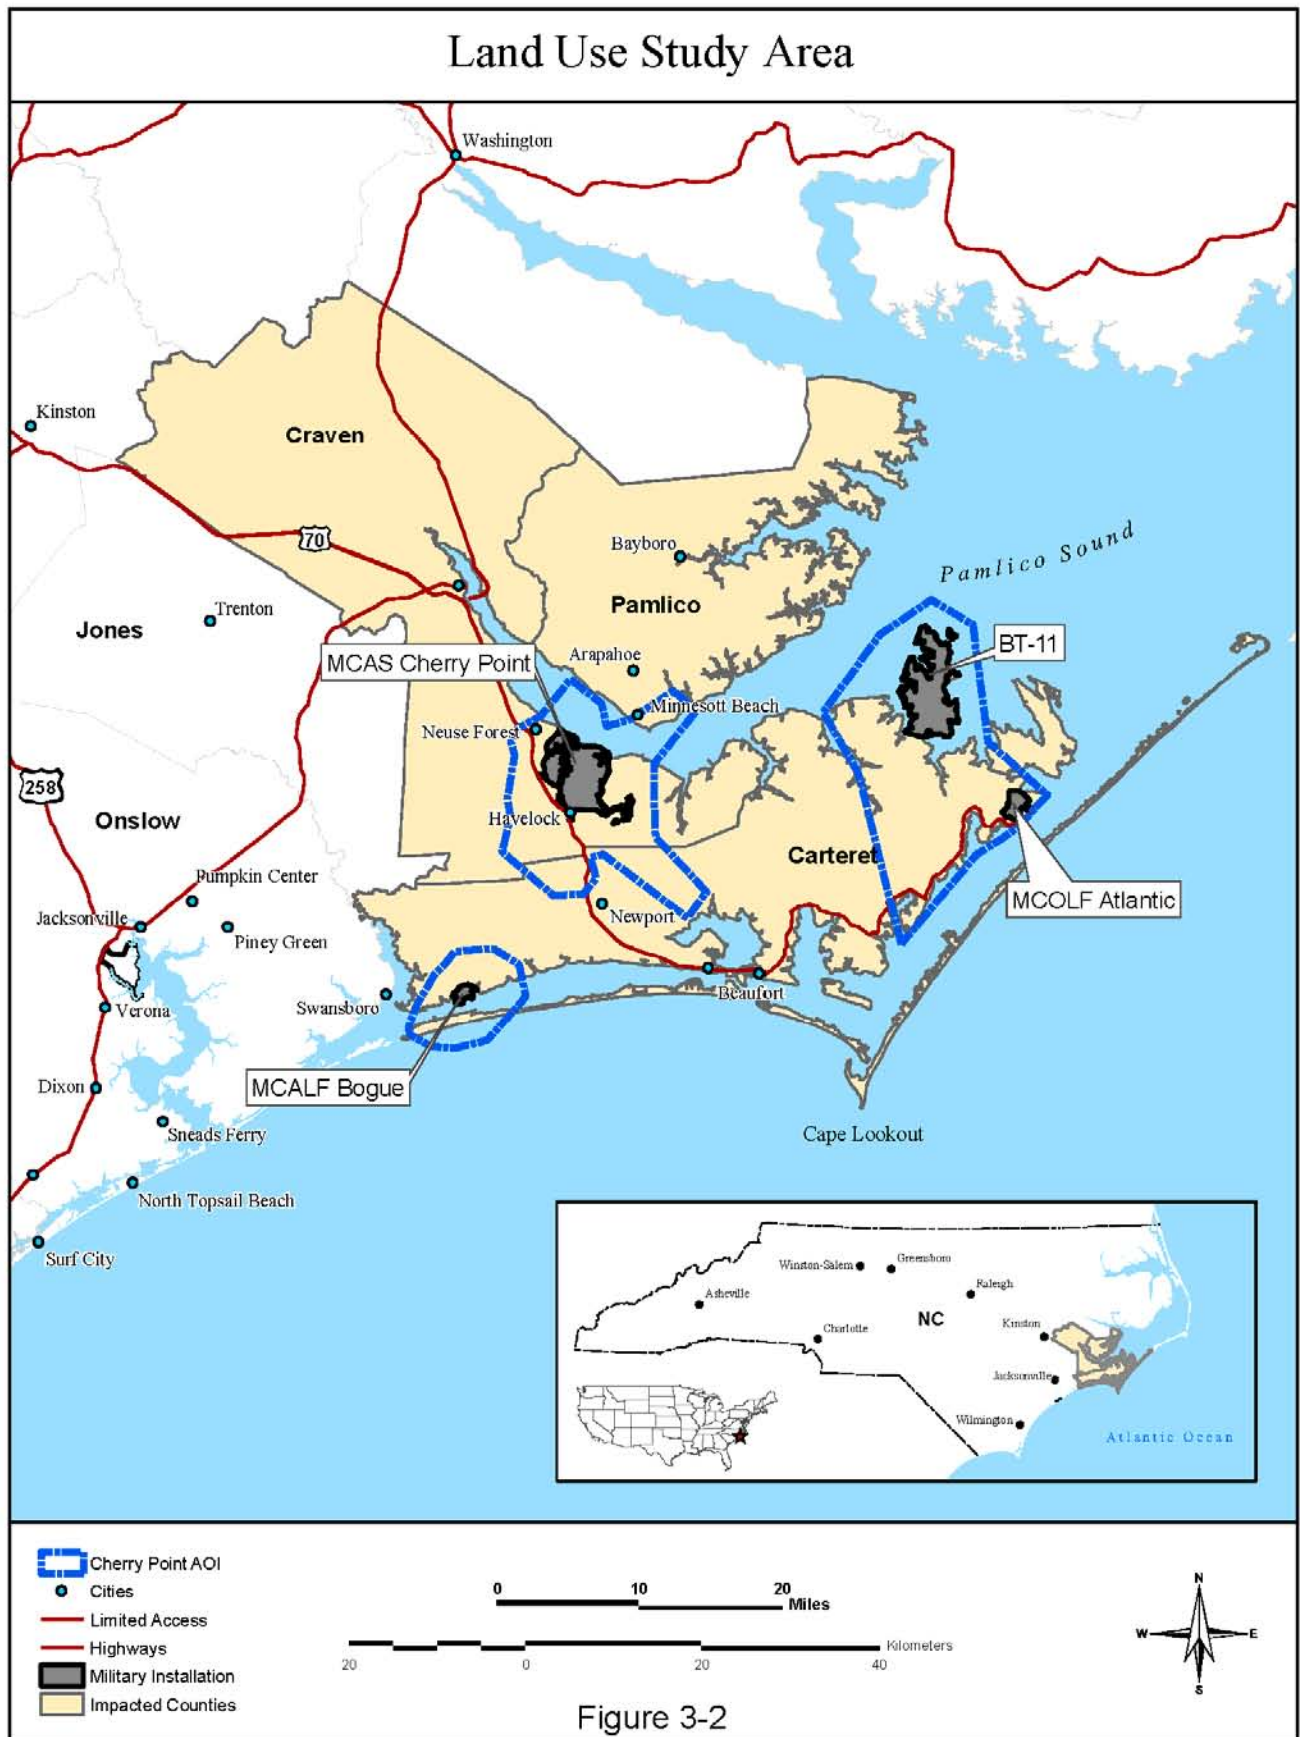 Land Use Study Area
Washington
Kinston
Craven
70
Bayboro
Pamlico Sound
Trenton
Pamlico
Jones
BT-11
MCAS Cherry Point
Arapahoe
Minnesott Beach
Neuse Forest
258
Onslow
Havelock
Carteret
Pumpkin Center
MCOLF Atlantic
Jacksonville
Newport
Piney Green
Beaufort
Swansboro
Verona
MCALF Bogue
Dixon
Sneads Ferry
Cape Lookout
North Topsail Beach
Surf City
Winston-Salem
Greensboro
Raleigh
Asheville
NC
Kinston
Charlotte
Jacksonville
Wilmington
Atlantic Ocean
Cherry Point AOI
Cities
Limited Access
Highways
Military Installation
Impacted Counties
0 10 20
Miles
Kilometers
20 0 20 40
N
W E
S
Figure 3-2